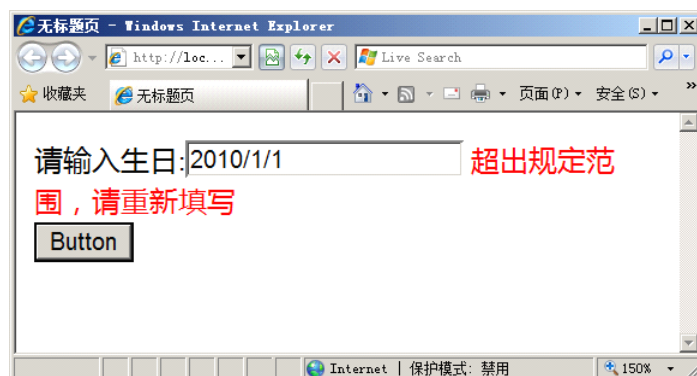 无标题页 - Windows Internet Explorer
http://loc... Live Search
收藏夹 无标题页 页面(P) 安全(S) »
请输入生日:2010/1/1 超出规定范
围，请重新填写
Button
Internet | 保护模式: 禁用 150%